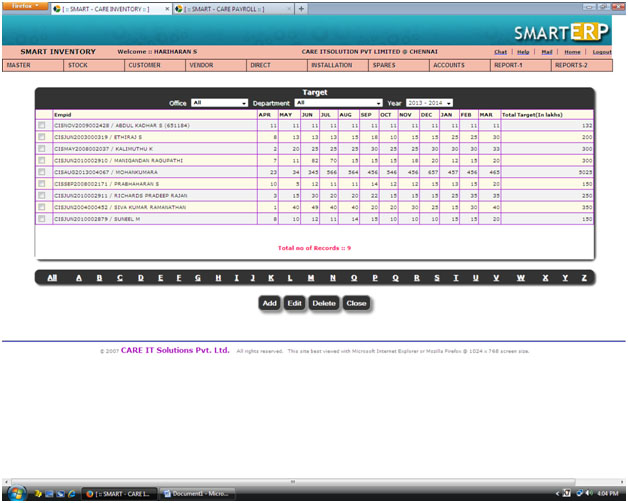 firefox
[ :: SMART - CARE INVENTORY :: ] × [ :: SMART - CARE PAYROLL :: ] × +
SMARTERP
SMART INVENTORY Welcome :: HARIHARAN S CARE ITSOLUTION PVT LIMITED @ CHENNAI Chat | Help | Mail | Home | Logout
MASTER STOCK CUSTOMER VENDOR DIRECT INSTALLATION SPARES ACCOUNTS REPORT-1 REPORTS-2
Target
Office All Department All Year 2013 - 2014
Empid APR MAY JUN JUL AUG SEP OCT NOV DEC JAN FEB MAR Total Target(In lakhs)
CISNOV2009002428 / ABDUL KADHAR S (651184) 11 11 11 11 11 11 11 11 11 11 11 11 132
CISJUN2003000319 / ETHIRAJ S 8 13 13 13 15 18 10 15 15 25 25 30 200
CISMAY2008002037 / KALIMUTHU K 2 20 25 25 25 30 25 25 30 30 30 33 300
CISJUN2010002910 / MANIGANDAN RAGUPATHI 7 11 82 70 15 15 15 18 20 12 15 20 300
CISAUG2013004067 / MOHANKUMARA 23 34 345 566 564 456 546 456 657 457 456 465 5025
CISSEP2008002171 / PRABHAHARAN S 10 5 12 11 11 14 12 12 15 13 15 20 150
CISJUN2010002911 / RICHARDS PRADEEP RAJAN 3 15 30 20 20 22 15 15 15 25 35 35 250
CISJUN2004000452 / SIVA KUMAR RAMANATHAN 1 40 49 40 40 20 20 30 25 15 30 40 350
CISJUN2010002879 / SUNEEL M 8 10 12 11 14 15 10 10 10 15 15 20 150
Total no of Records :: 9
All A B C D E F G H I J K L M N O P Q R S T U V W X Y Z
Add Edit Delete Close
© 2007 CARE IT Solutions Pvt. Ltd. All rights reserved. This site best viewed with Microsoft Internet Explorer or Mozilla Firefox @ 1024 x 768 screen size.
[ :: SMART - CARE I... Document1 - Micro... 4:04 PM